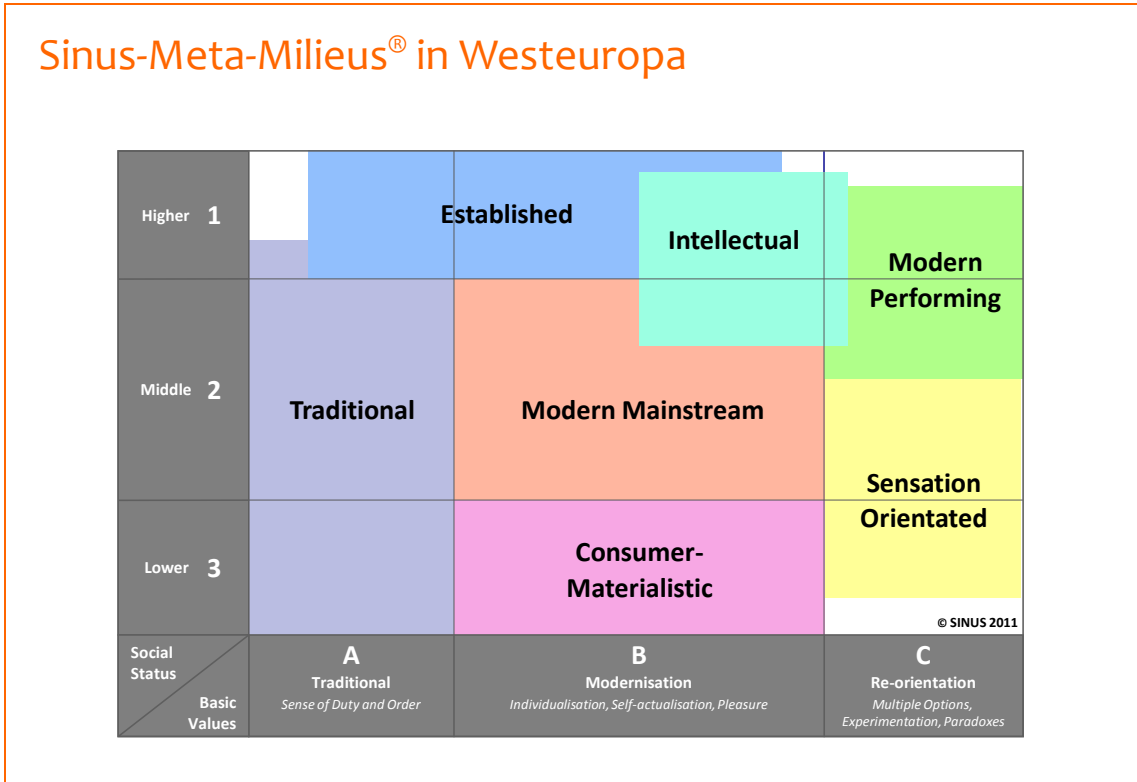 Sinus-Meta-Milieus® in Westeuropa
Higher 1
Established
Intellectual
Modern
Performing
Middle 2
Traditional
Modern Mainstream
Sensation
Orientated
Lower 3
Consumer-
Materialistic
© SINUS 2011
Social
Status
Basic
Values
A
Traditional
Sense of Duty and Order
B
Modernisation
Individualisation, Self-actualisation, Pleasure
C
Re-orientation
Multiple Options,
Experimentation, Paradoxes